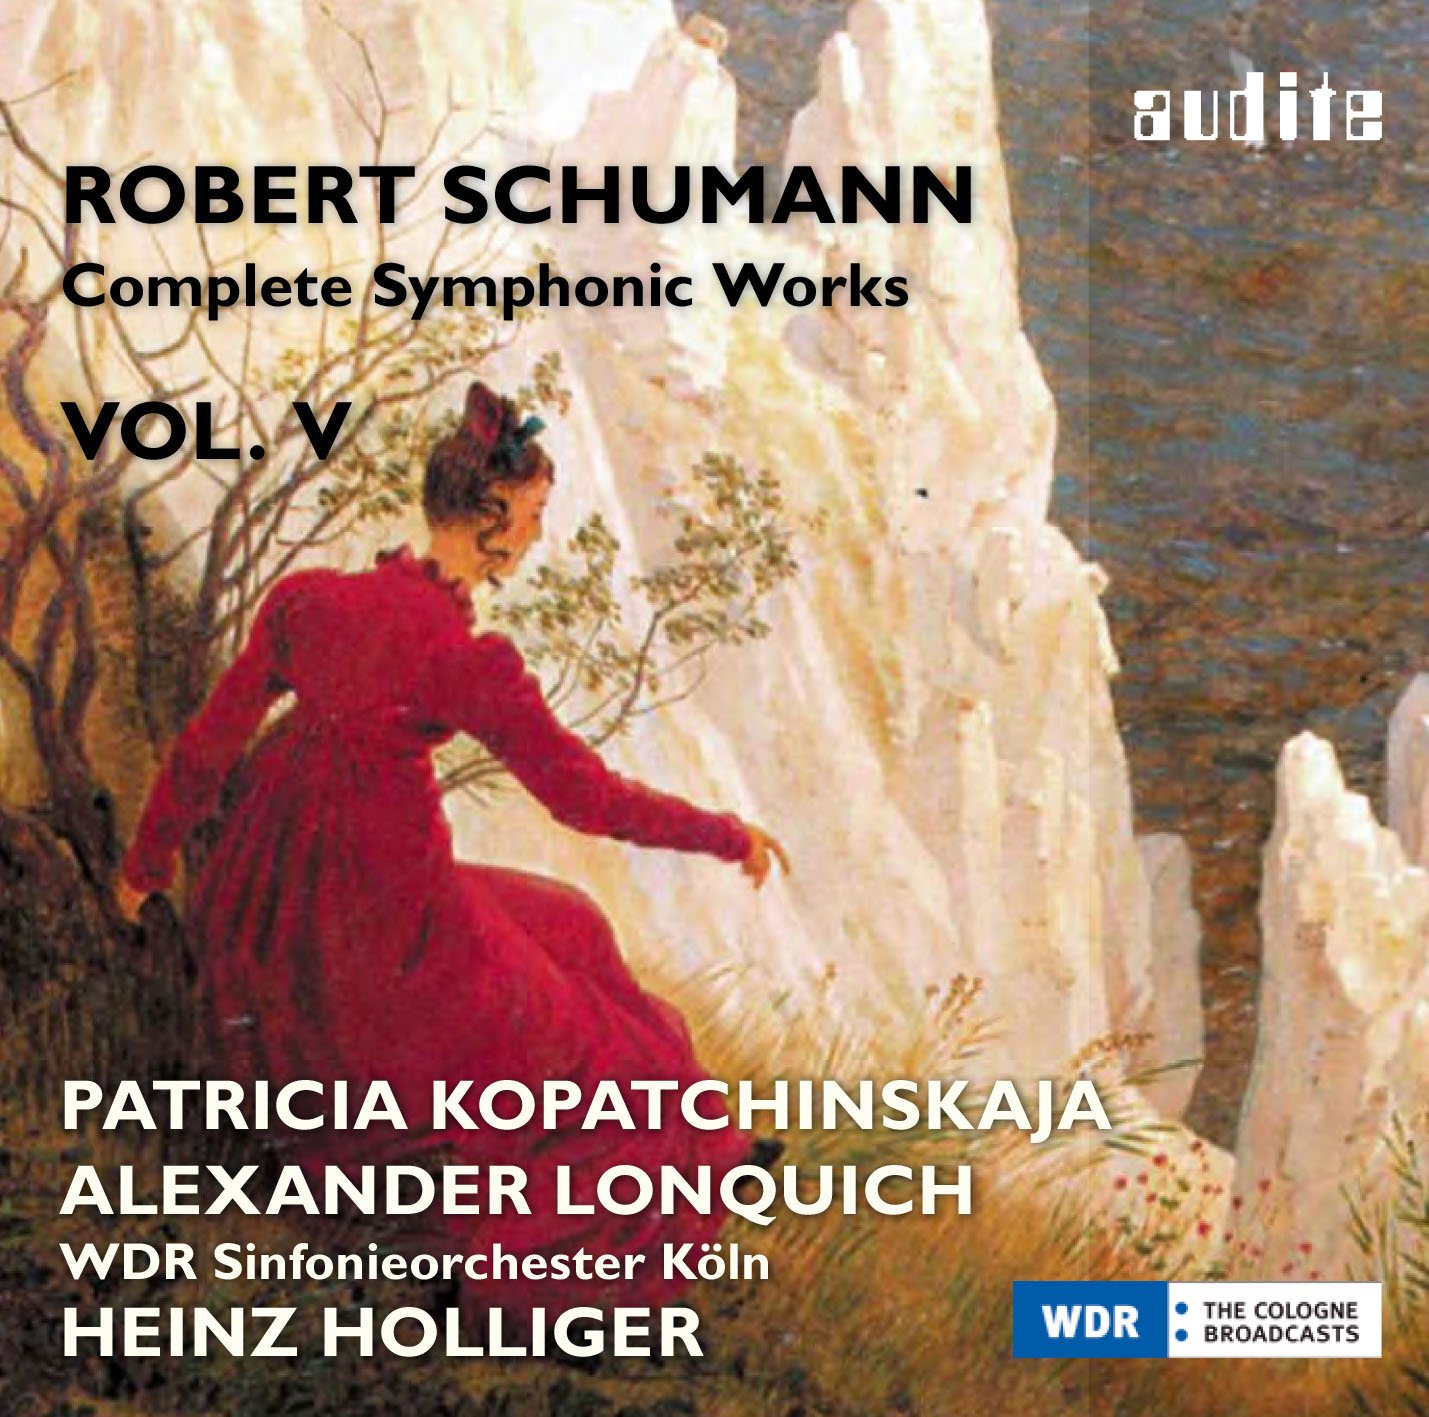 audite
ROBERT SCHUMANN
Complete Symphonic Works
VOL. V
PATRICIA KOPATCHINSKAJA
ALEXANDER LONQUICH
WDR Sinfonieorchester Köln
HEINZ HOLLIGER
WDR
THE COLOGNE
BROADCASTS